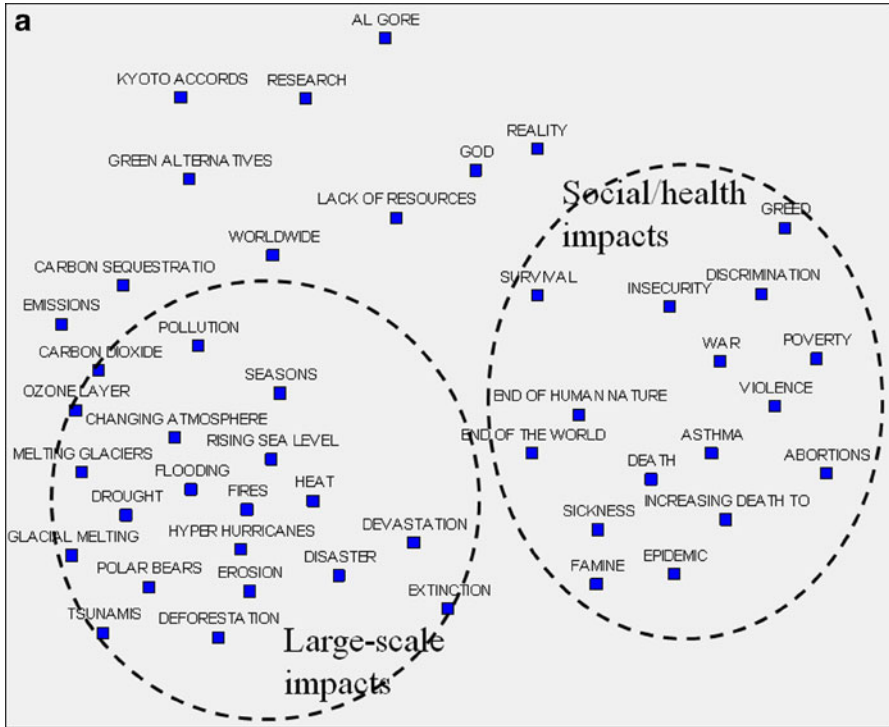 a
AL GORE
KYOTO ACCORDS
RESEARCH
REALITY
GOD
GREEN ALTERNATIVES
Social/health
impacts
LACK OF RESOURCES
GREED
WORLDWIDE
CARBON SEQUESTRATIO
SURVIVAL
INSECURITY
DISCRIMINATION
EMISSIONS
POLLUTION
CARBON DIOXIDE
WAR
POVERTY
SEASONS
OZONE LAYER
END OF HUMAN NATURE
VIOLENCE
CHANGING ATMOSPHERE
RISING SEA LEVEL
END OF THE WORLD
ASTHMA
MELTING GLACIERS
FLOODING
HEAT
DEATH
ABORTIONS
DROUGHT
FIRES
INCREASING DEATH TO
SICKNESS
GLACIAL MELTING
HYPER HURRICANES
DEVASTATION
POLAR BEARS
EROSION
DISASTER
FAMINE
EPIDEMIC
EXTINCTION
TSUNAMIS
DEFORESTATION
Large-scale
impacts